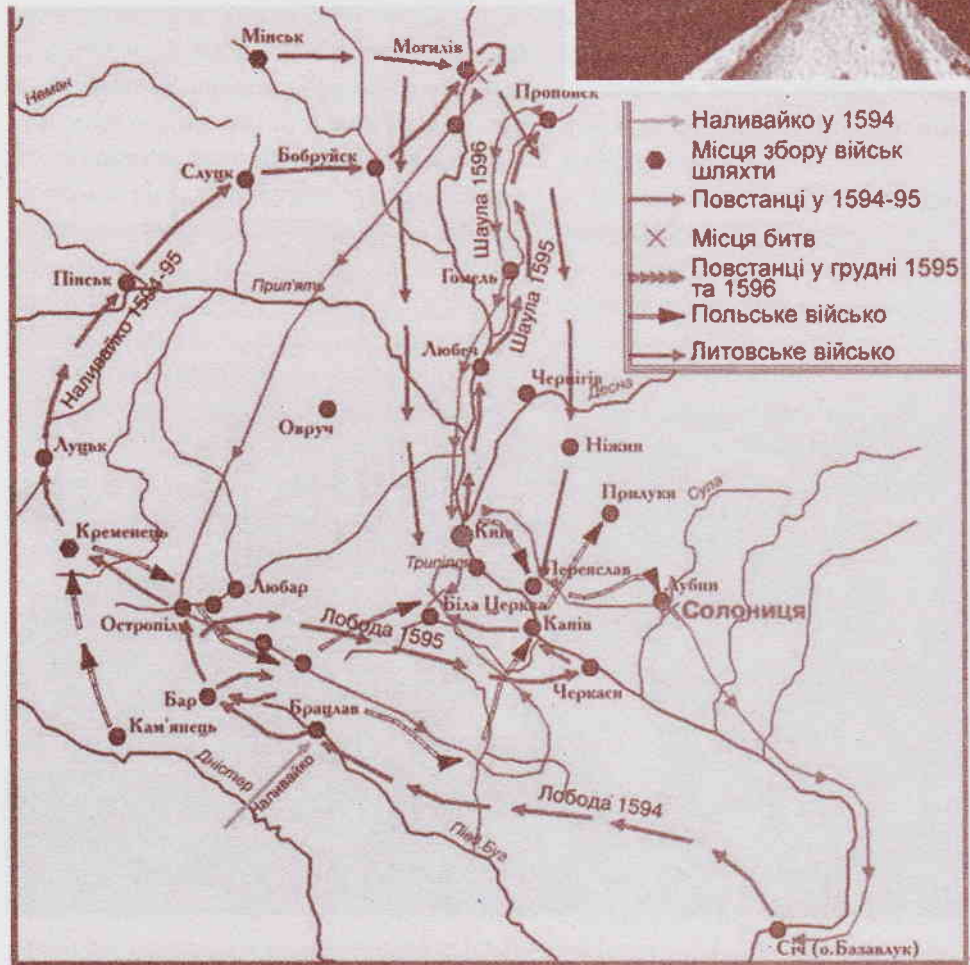 Мінськ
Могилів
Неман
Пропойск
Бобруйск
Слуцк
Шаула 1596
Пінськ
Прип'ять
Гомель
Шаула 1595
Наливайко 1594-95
Любеч
Чернігів
Десна
Овруч
Луцьк
Ніжин
Прилуки
Сула
Кременець
Київ
Трипілля
Переяслав
Любар
Лубни
Біла Церква
Солониця
Остропіль
Лобода 1595
Канів
Черкаси
Бар
Брацлав
Кам'янець
Дністер
Наливайко
Лобода 1594
Півд.Буг
Січ (о.Базавлук)
Наливайко у 1594
Місця збору військ
шляхти
Повстанці у 1594-95
Місця битв
Повстанці у грудні 1595
та 1596
Польське військо
Литовське військо